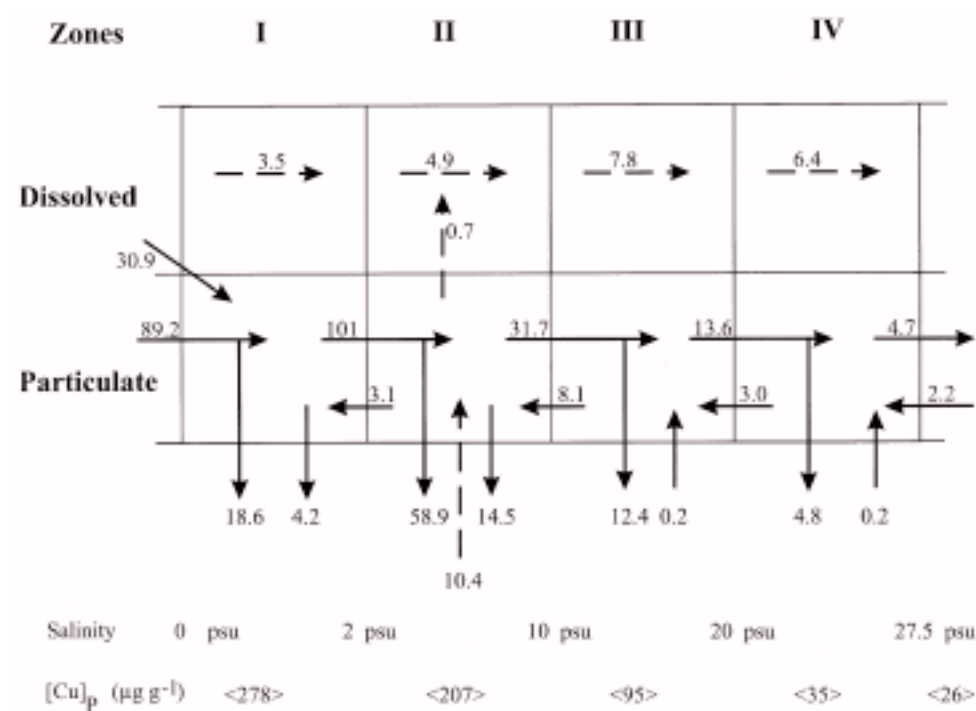 Zones I II III IV
3.5 4.9 7.8 6.4
Dissolved
0.7
30.9
89.2 101 31.7 13.6 4.7
Particulate
3.1 8.1 3.0 2.2
18.6 4.2 58.9 14.5 12.4 0.2 4.8 0.2
10.4
Salinity 0 psu 2 psu 10 psu 20 psu 27.5 psu
[Cu]p (μg g-l) <278> <207> <95> <35> <26>